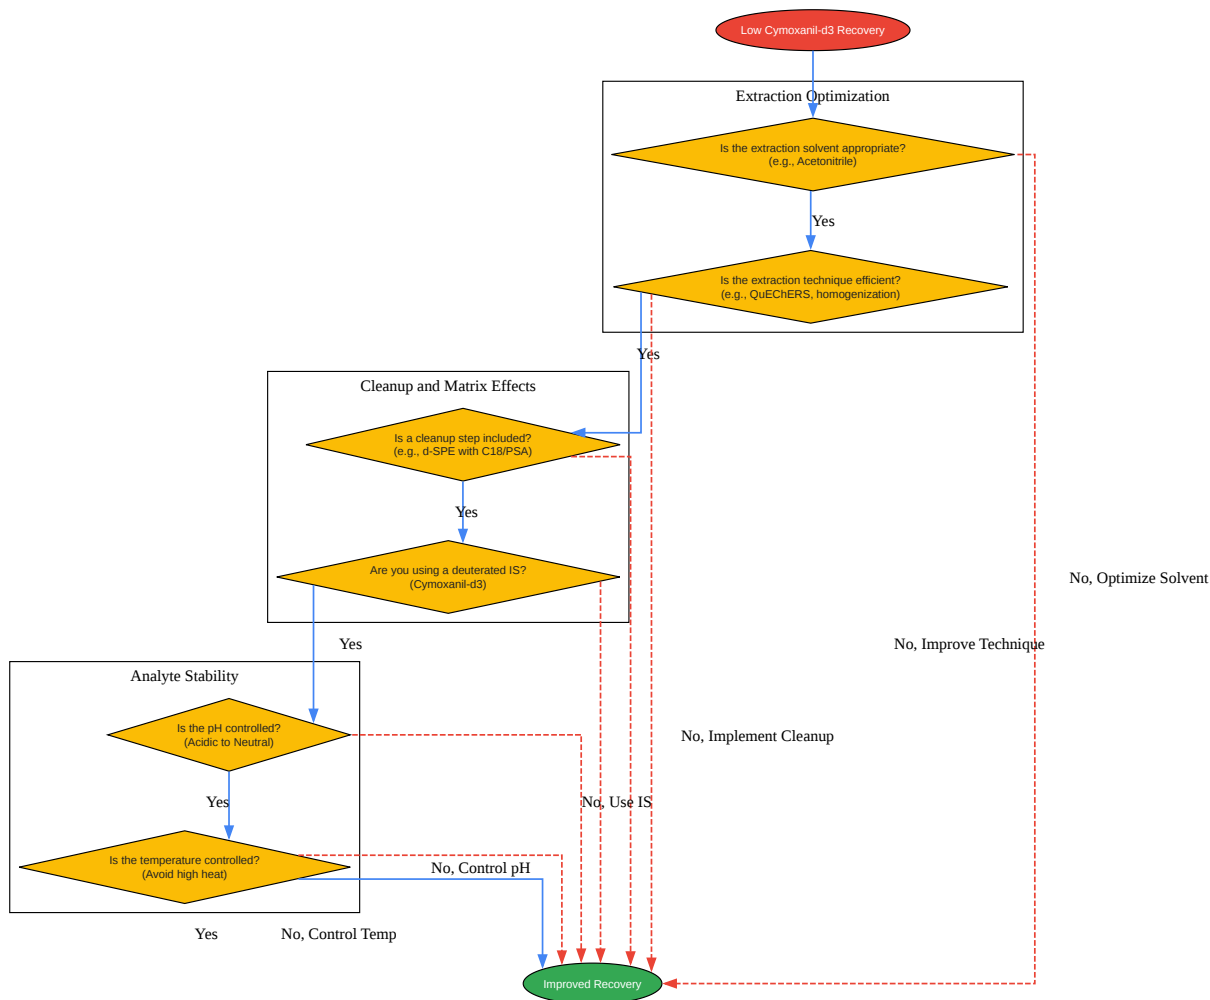 Low Cymoxanil-d3 Recovery
Extraction Optimization
Is the extraction solvent appropriate?
(e.g., Acetonitrile)
Yes
Is the extraction technique efficient?
(e.g., QuEChERS, homogenization)
Yes
Cleanup and Matrix Effects
Is a cleanup step included?
(e.g., d-SPE with C18/PSA)
Yes
Are you using a deuterated IS?
(Cymoxanil-d3)
No, Optimize Solvent
Yes
No, Improve Technique
Analyte Stability
Is the pH controlled?
(Acidic to Neutral)
No, Implement Cleanup
Yes
No, Use IS
Is the temperature controlled?
(Avoid high heat)
No, Control pH
Yes
No, Control Temp
Improved Recovery